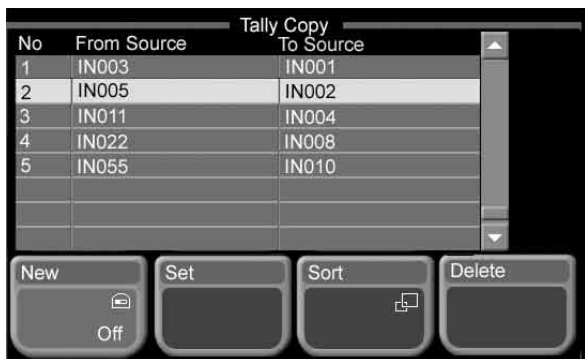 Tally Copy
No From Source To Source
1 IN003 IN001
2 IN005 IN002
3 IN011 IN004
4 IN022 IN008
5 IN055 IN010
New Set Sort Delete
Off